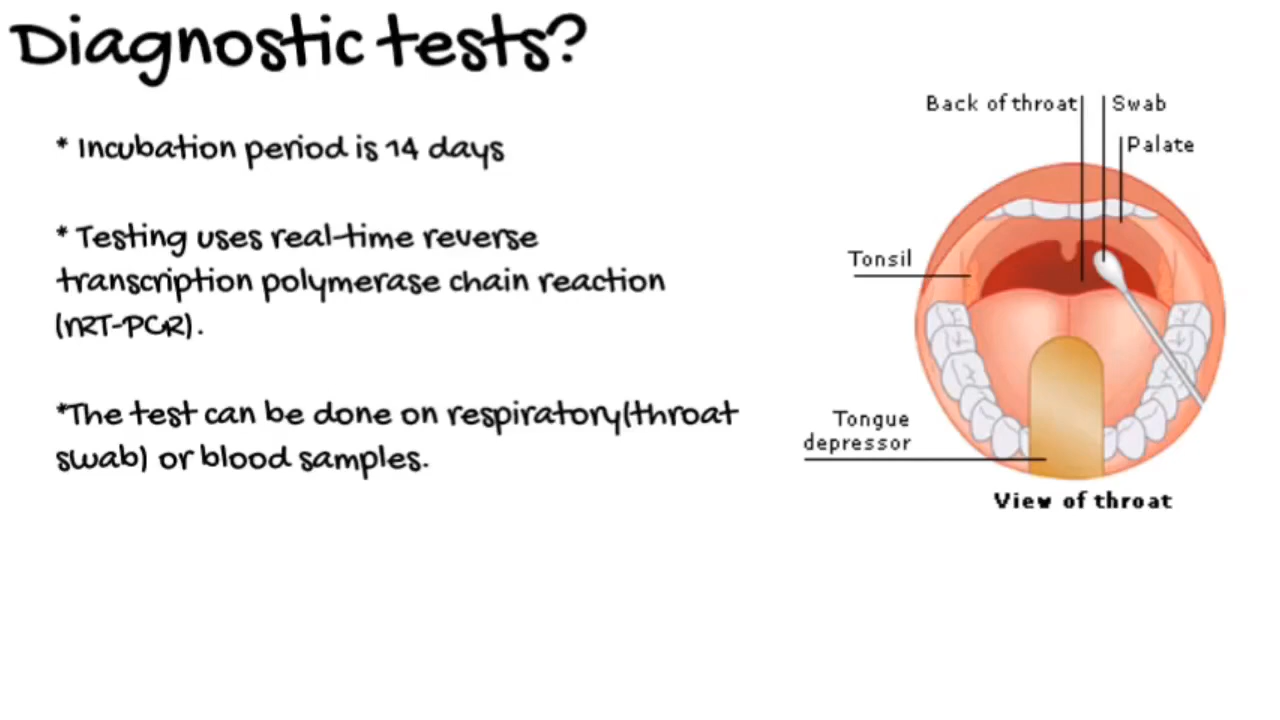 Diagnostic tests?
* Incubation period is 14 days
* Testing uses real-time reverse
transcription polymerase chain reaction
(rRT-PCR).
*The test can be done on respiratory(throat
swab) or blood samples.
Back of throat
Swab
Palate
Tonsil
Tongue
depressor
View of throat